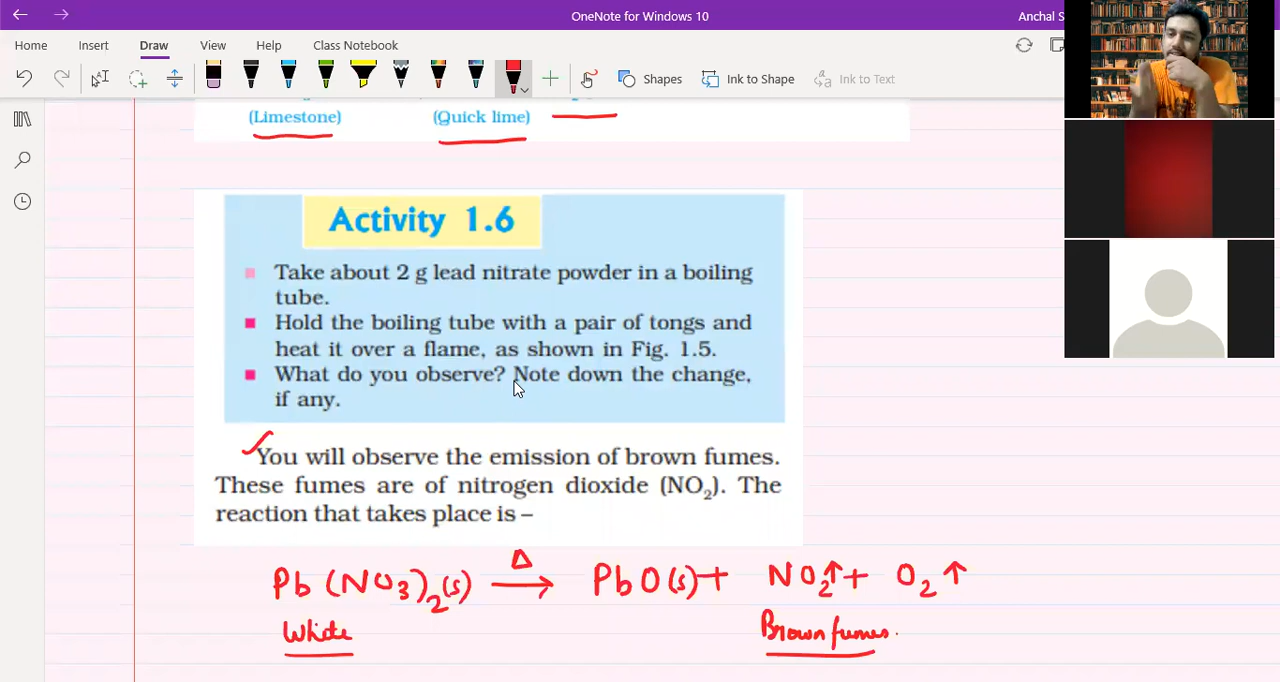 OneNote for Windows 10
Anchal S
Home Insert Draw View Help Class Notebook
Shapes Ink to Shape Ink to Text
(Limestone) (Quick lime)
Activity 1.6
Take about 2 g lead nitrate powder in a boiling
tube.
Hold the boiling tube with a pair of tongs and
heat it over a flame, as shown in Fig. 1.5.
What do you observe? Note down the change,
if any.
You will observe the emission of brown fumes.
These fumes are of nitrogen dioxide (NO₂). The
reaction that takes place is –
Pb(NO₃)₂(s) —Δ→ PbO(s) + NO₂↑ + O₂↑
White Brown fumes.